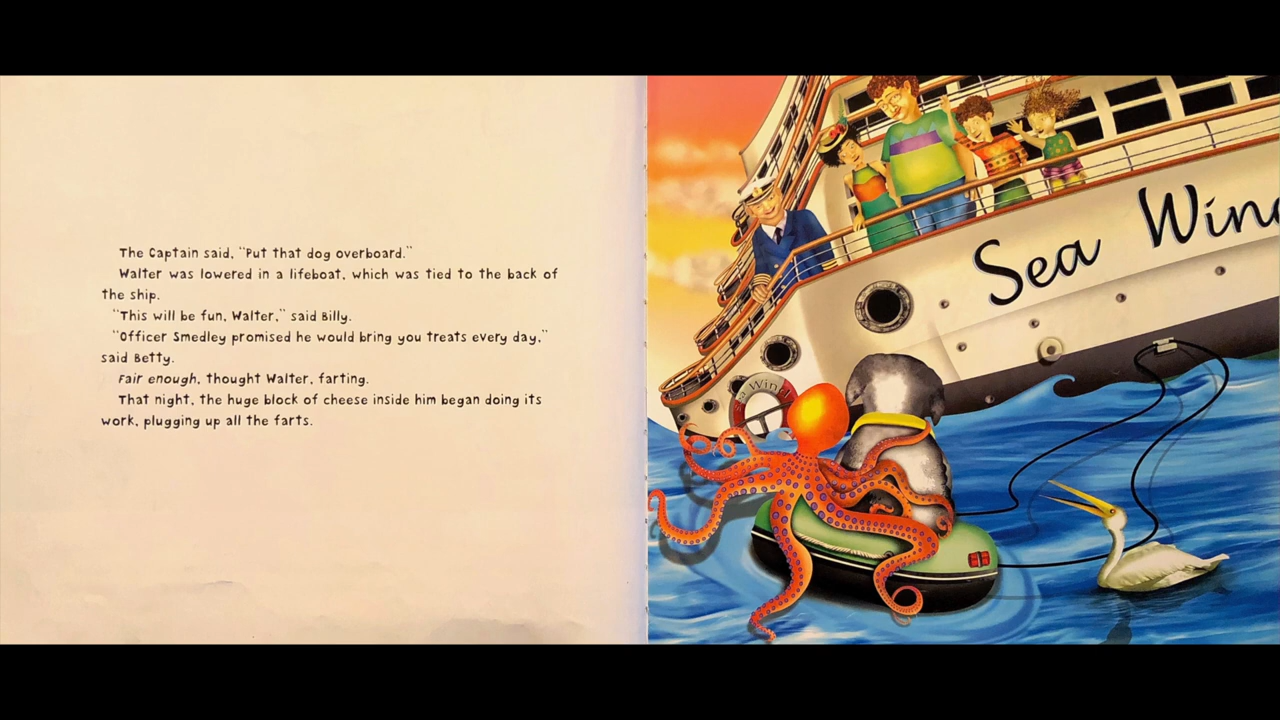 The Captain said, "Put that dog overboard."
Walter was lowered in a lifeboat, which was tied to the back of
the ship.
"This will be fun, Walter," said Billy.
"Officer Smedley promised he would bring you treats every day,"
said Betty.
Fair enough, thought Walter, farting.
That night, the huge block of cheese inside him began doing its
work, plugging up all the farts.
Sea Wind
Sea Wind